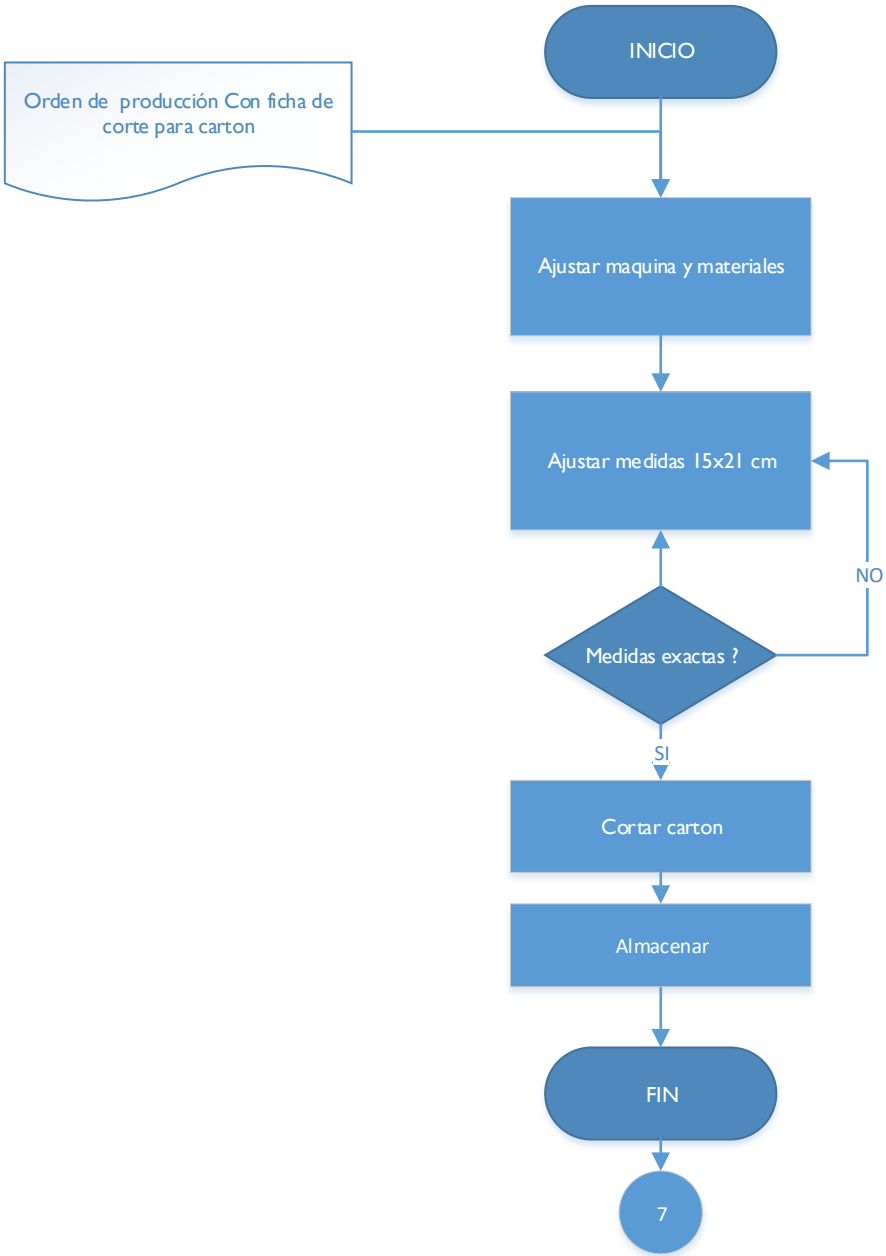 INICIO
Orden de producción Con ficha de
corte para carton
Ajustar maquina y materiales
Ajustar medidas 15x21 cm
NO
Medidas exactas ?
SI
Cortar carton
Almacenar
FIN
7